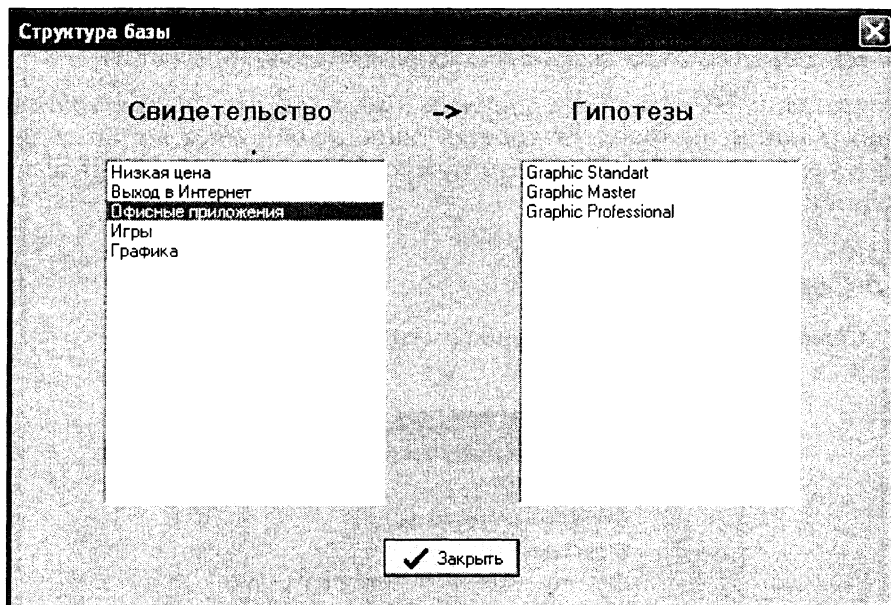 Структура базы
Свидетельство -> Гипотезы
Низкая цена
Выход в Интернет
Офисные приложения
Игры
Графика
Graphic Standart
Graphic Master
Graphic Professional
Закрыть